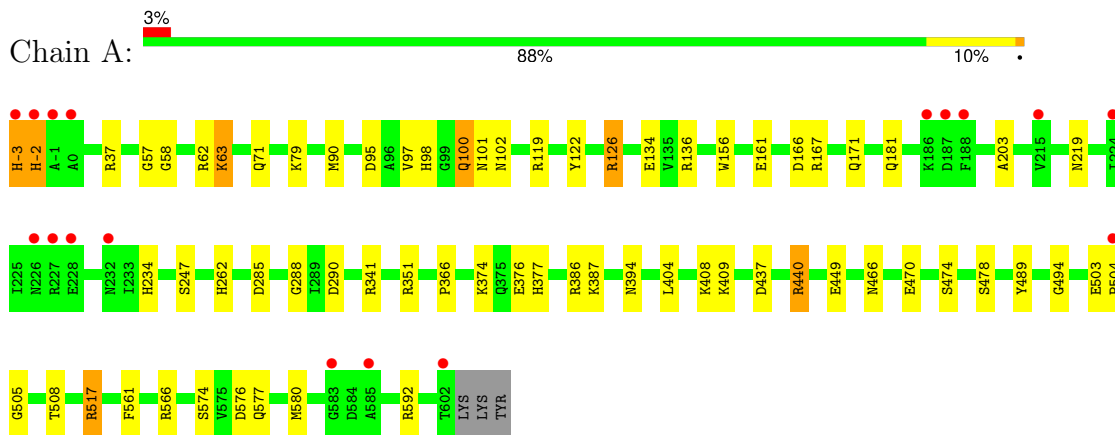 3%
Chain A:
88% 10% •
H-3 H-2 A-1 A0 R37 G57 G58 R62 K63 Q71 K79 M90 D95 A96 V97 H98 G99 Q100 N101 N102 R119 Y122 R126 E134 V135 R136 W156 E161 D166 R167 Q171 Q181 K186 D187 F188 A203 V215 N219 I224
I225 N226 R227 E228 N232 I233 H234 S247 H262 D285 G288 I289 D290 R341 R351 P366 K374 Q375 E376 H377 R386 K387 N394 L404 K408 K409 D437 R440 E449 N466 E470 S474 S478 Y489 G494 E503 R504
G505 T508 R517 F561 R566 S574 V575 D576 Q577 M580 G583 D584 A585 R592 T602 LYS LYS TYR